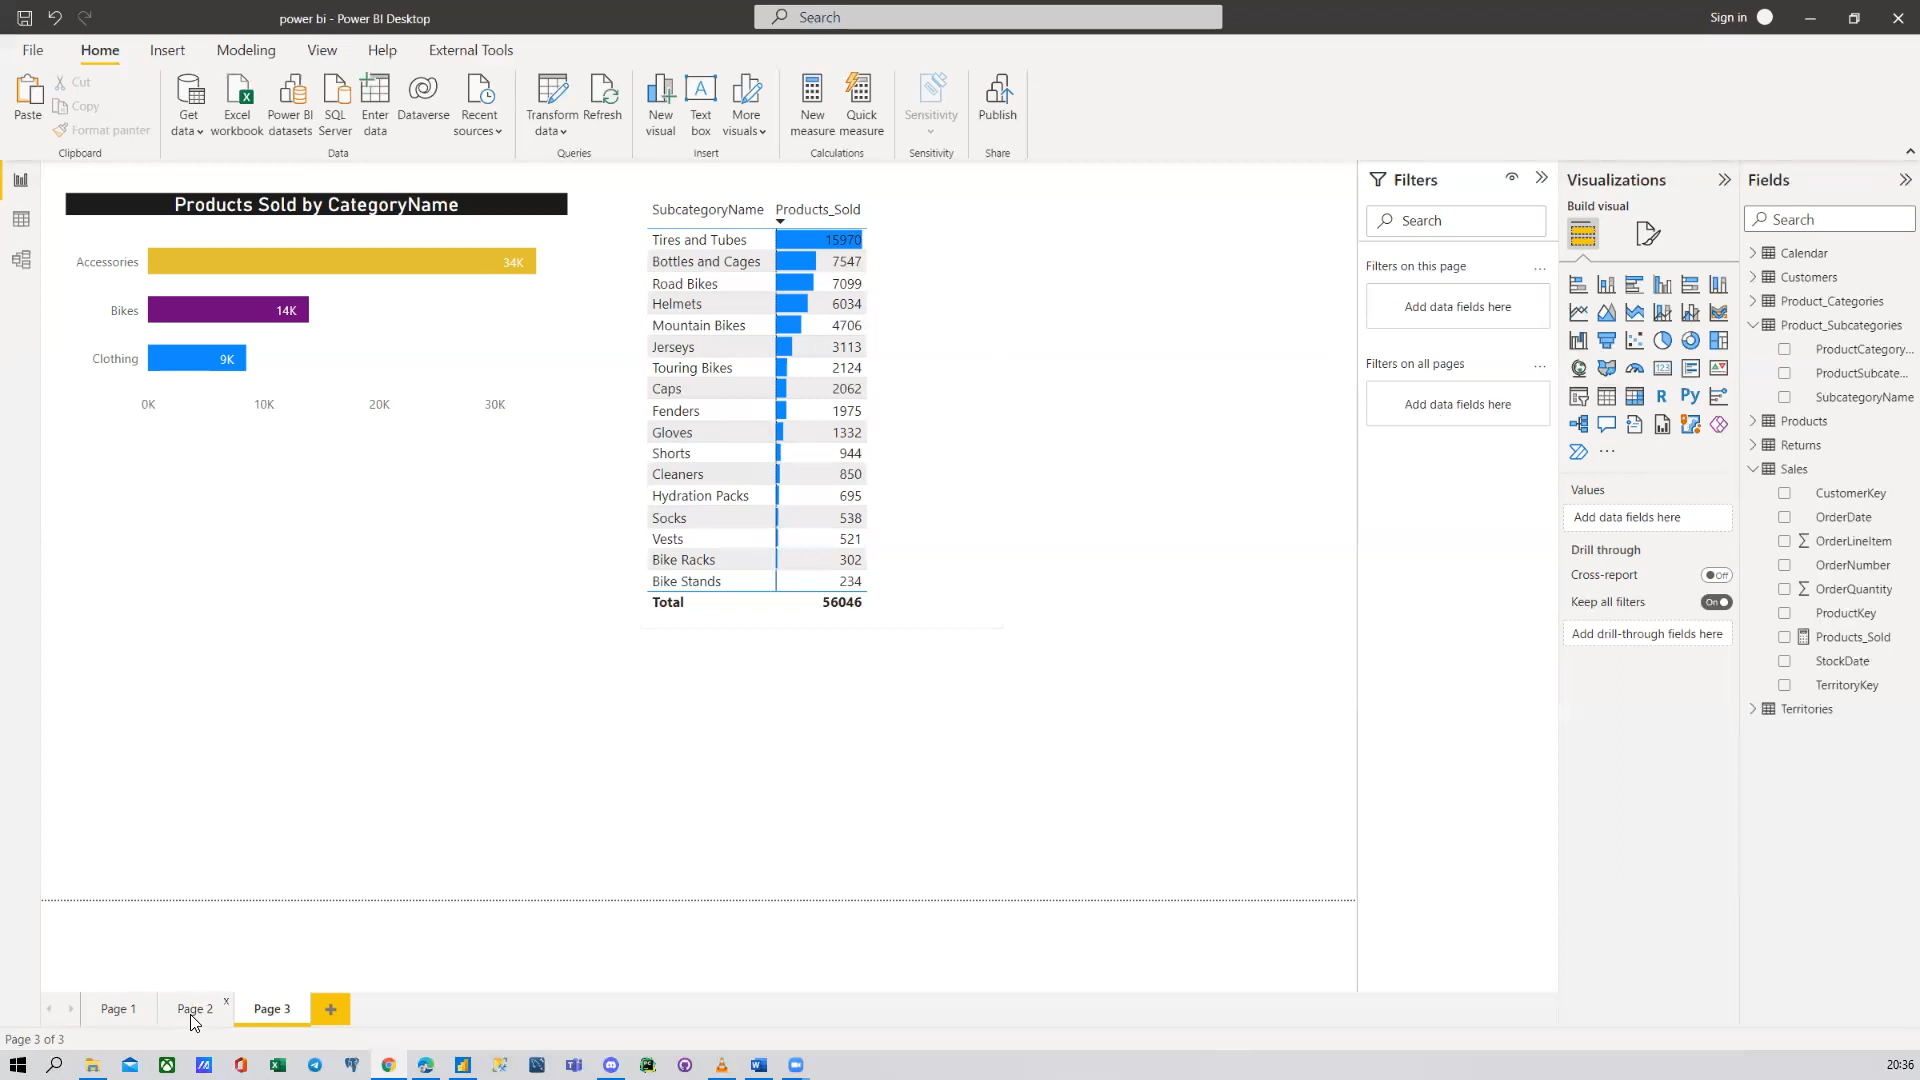 power bi - Power BI Desktop
Search
Sign in
File Home Insert Modeling View Help External Tools
Paste
Cut
Copy
Format painter
Clipboard
Get data
Excel workbook
Power BI datasets
SQL Server
Enter data
Dataverse
Recent sources
Data
Transform data
Refresh
Queries
New visual
Text box
More visuals
Insert
New measure
Quick measure
Calculations
Sensitivity
Sensitivity
Publish
Share
Products Sold by CategoryName
Accessories 34K
Bikes 14K
Clothing 9K
0K 10K 20K 30K
SubcategoryName Products_Sold
Tires and Tubes 15970
Bottles and Cages 7547
Road Bikes 7099
Helmets 6034
Mountain Bikes 4706
Jerseys 3113
Touring Bikes 2124
Caps 2062
Fenders 1975
Gloves 1332
Shorts 944
Cleaners 850
Hydration Packs 695
Socks 538
Vests 521
Bike Racks 302
Bike Stands 234
Total 56046
Filters
Search
Filters on this page ...
Add data fields here
Filters on all pages ...
Add data fields here
Visualizations
Build visual
123
R Py
...
Values
Add data fields here
Drill through
Cross-report Off
Keep all filters On
Add drill-through fields here
Fields
Search
Calendar
Customers
Product_Categories
Product_Subcategories
ProductCategory...
ProductSubcate...
SubcategoryName
Products
Returns
Sales
CustomerKey
OrderDate
Σ OrderLineItem
OrderNumber
Σ OrderQuantity
ProductKey
Products_Sold
StockDate
TerritoryKey
Territories
Page 1 Page 2 x Page 3 +
Page 3 of 3
20:36